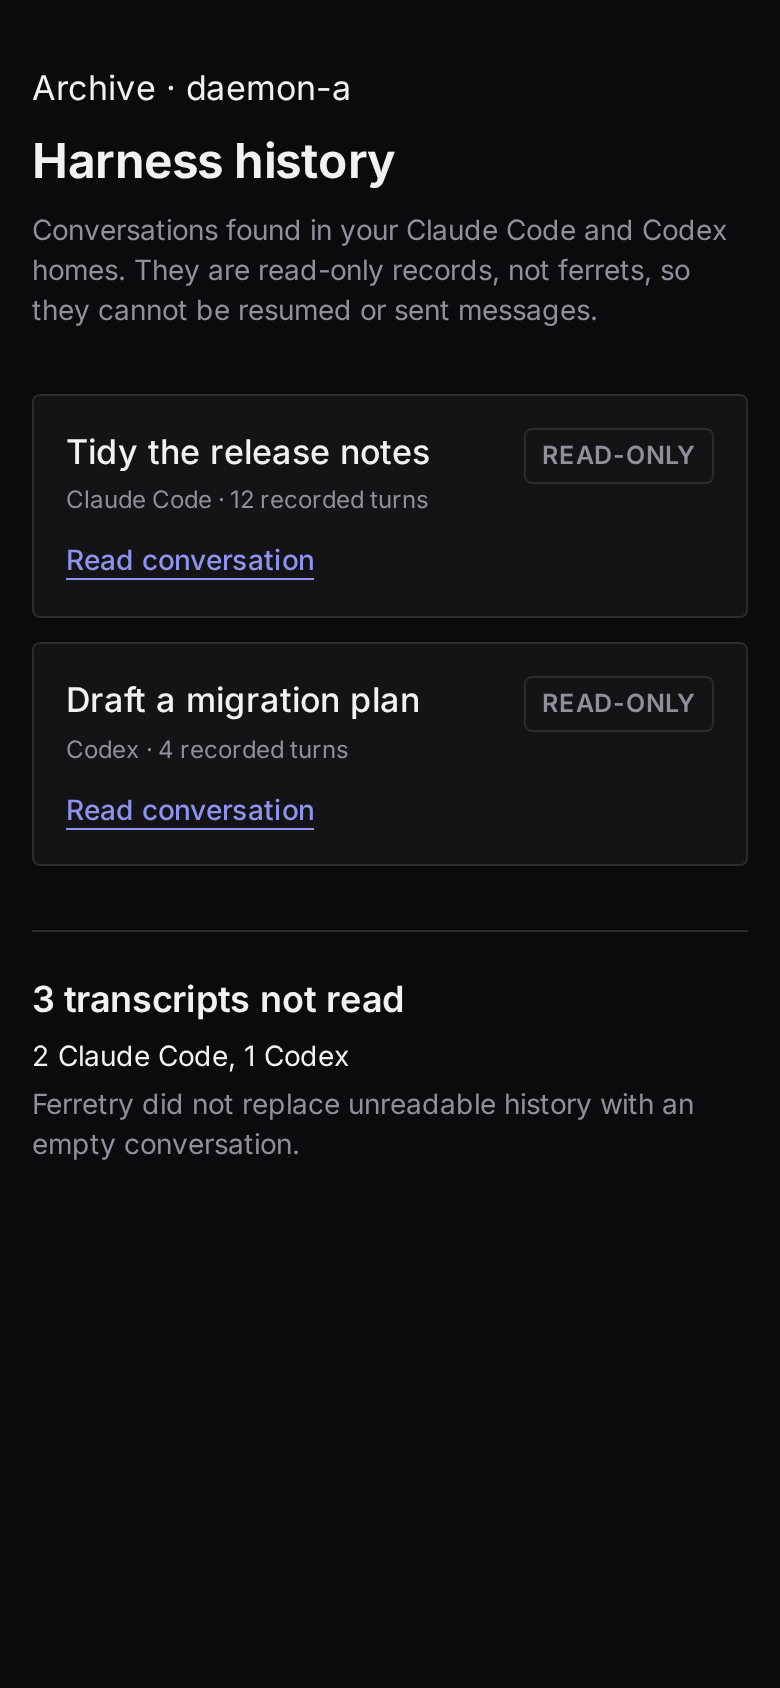 Archive · daemon-a
Harness history
Conversations found in your Claude Code and Codex
homes. They are read-only records, not ferrets, so
they cannot be resumed or sent messages.
Tidy the release notes
READ-ONLY
Claude Code · 12 recorded turns
Read conversation
Draft a migration plan
READ-ONLY
Codex · 4 recorded turns
Read conversation
3 transcripts not read
2 Claude Code, 1 Codex
Ferretry did not replace unreadable history with an
empty conversation.